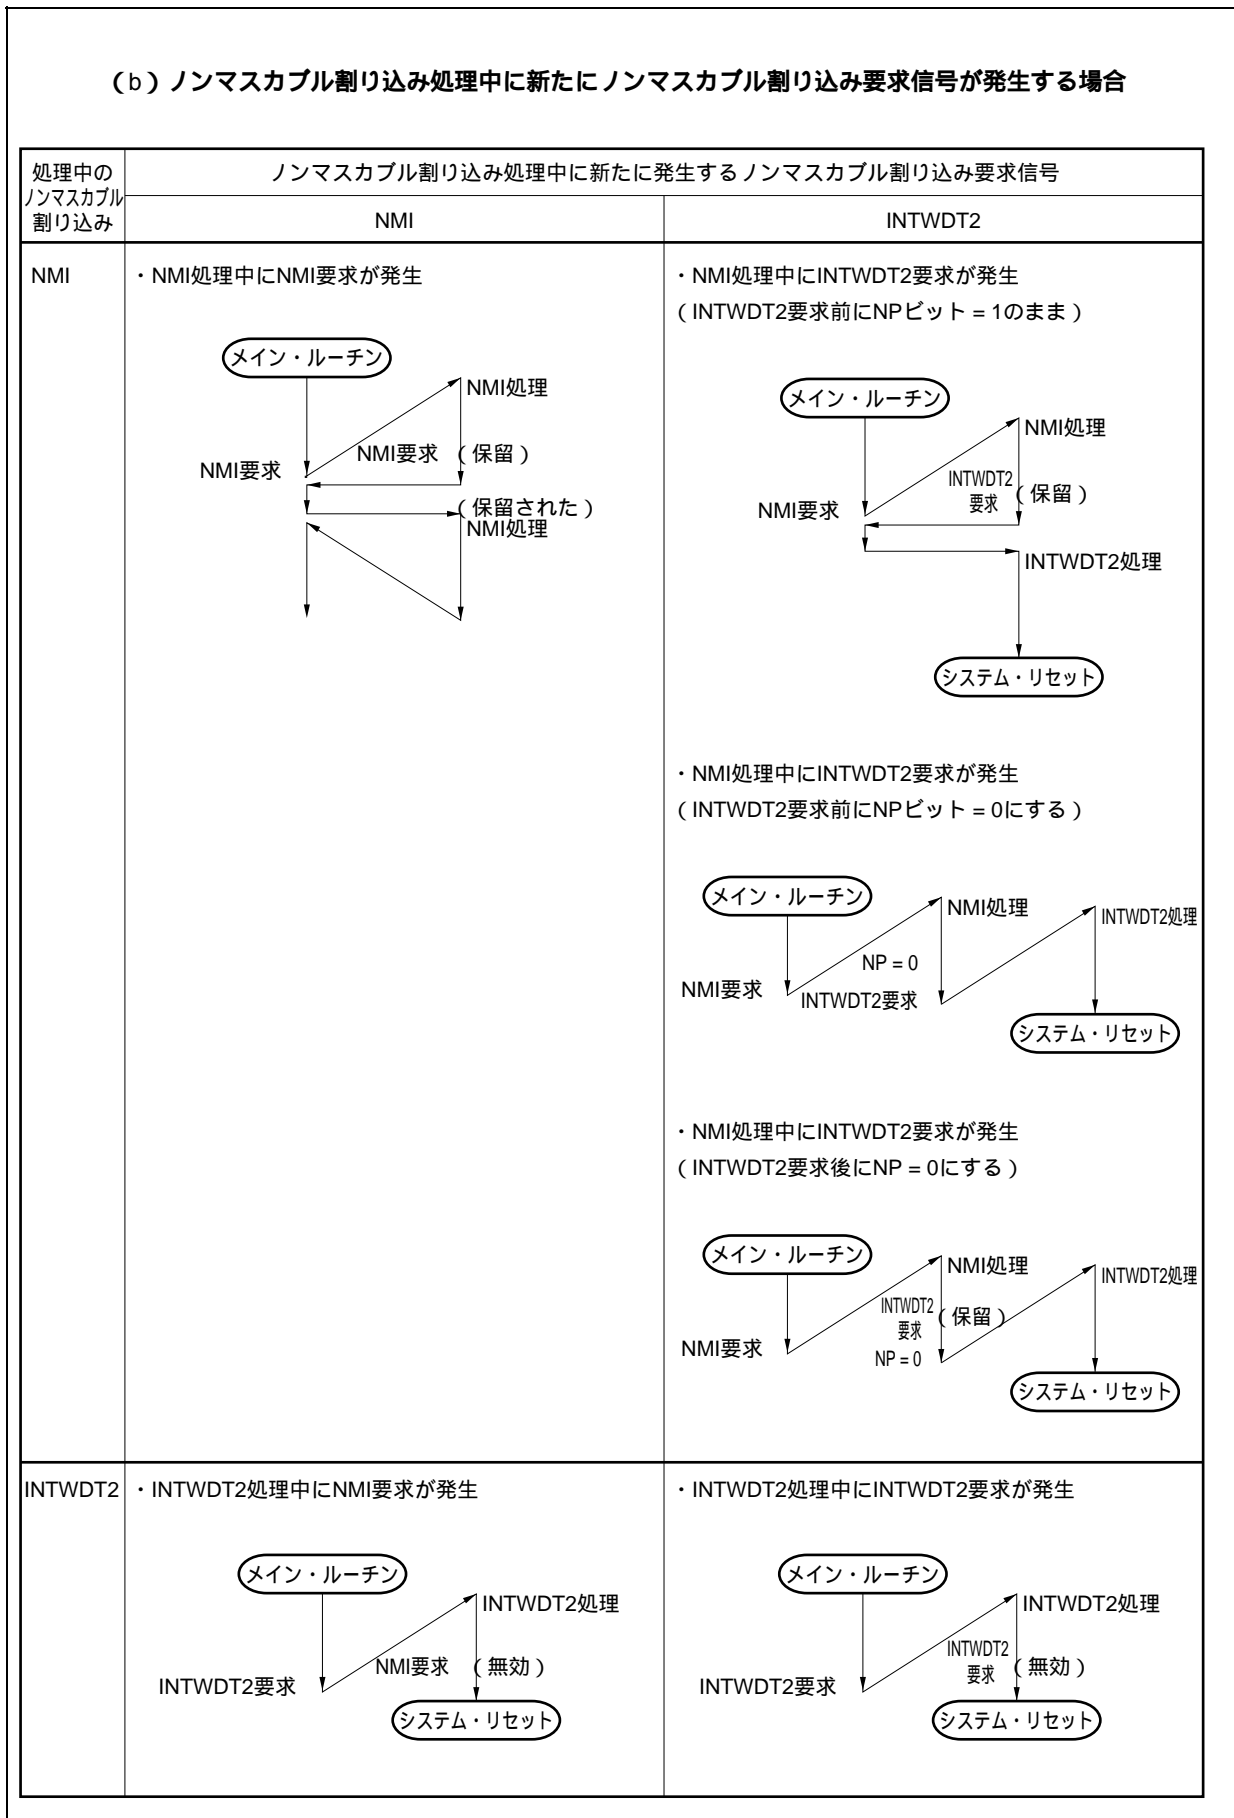 （b）ノンマスカブル割り込み処理中に新たにノンマスカブル割り込み要求信号が発生する場合
処理中の
ノンマスカブル
割り込み
ノンマスカブル割り込み処理中に新たに発生するノンマスカブル割り込み要求信号
NMI
INTWDT2
NMI
・NMI処理中にNMI要求が発生
メイン・ルーチン
NMI処理
NMI要求
NMI要求
（保留）
（保留された）
NMI処理
・NMI処理中にINTWDT2要求が発生
（INTWDT2要求前にNPビット = 1のまま）
メイン・ルーチン
NMI処理
INTWDT2
要求
（保留）
NMI要求
INTWDT2処理
システム・リセット
・NMI処理中にINTWDT2要求が発生
（INTWDT2要求前にNPビット = 0にする）
メイン・ルーチン
NMI処理
INTWDT2処理
NP = 0
NMI要求
INTWDT2要求
システム・リセット
・NMI処理中にINTWDT2要求が発生
（INTWDT2要求後にNP = 0にする）
メイン・ルーチン
NMI処理
INTWDT2処理
INTWDT2
要求
（保留）
NMI要求
NP = 0
システム・リセット
INTWDT2
・INTWDT2処理中にNMI要求が発生
メイン・ルーチン
INTWDT2処理
NMI要求
（無効）
INTWDT2要求
システム・リセット
・INTWDT2処理中にINTWDT2要求が発生
メイン・ルーチン
INTWDT2処理
INTWDT2
要求
（無効）
INTWDT2要求
システム・リセット